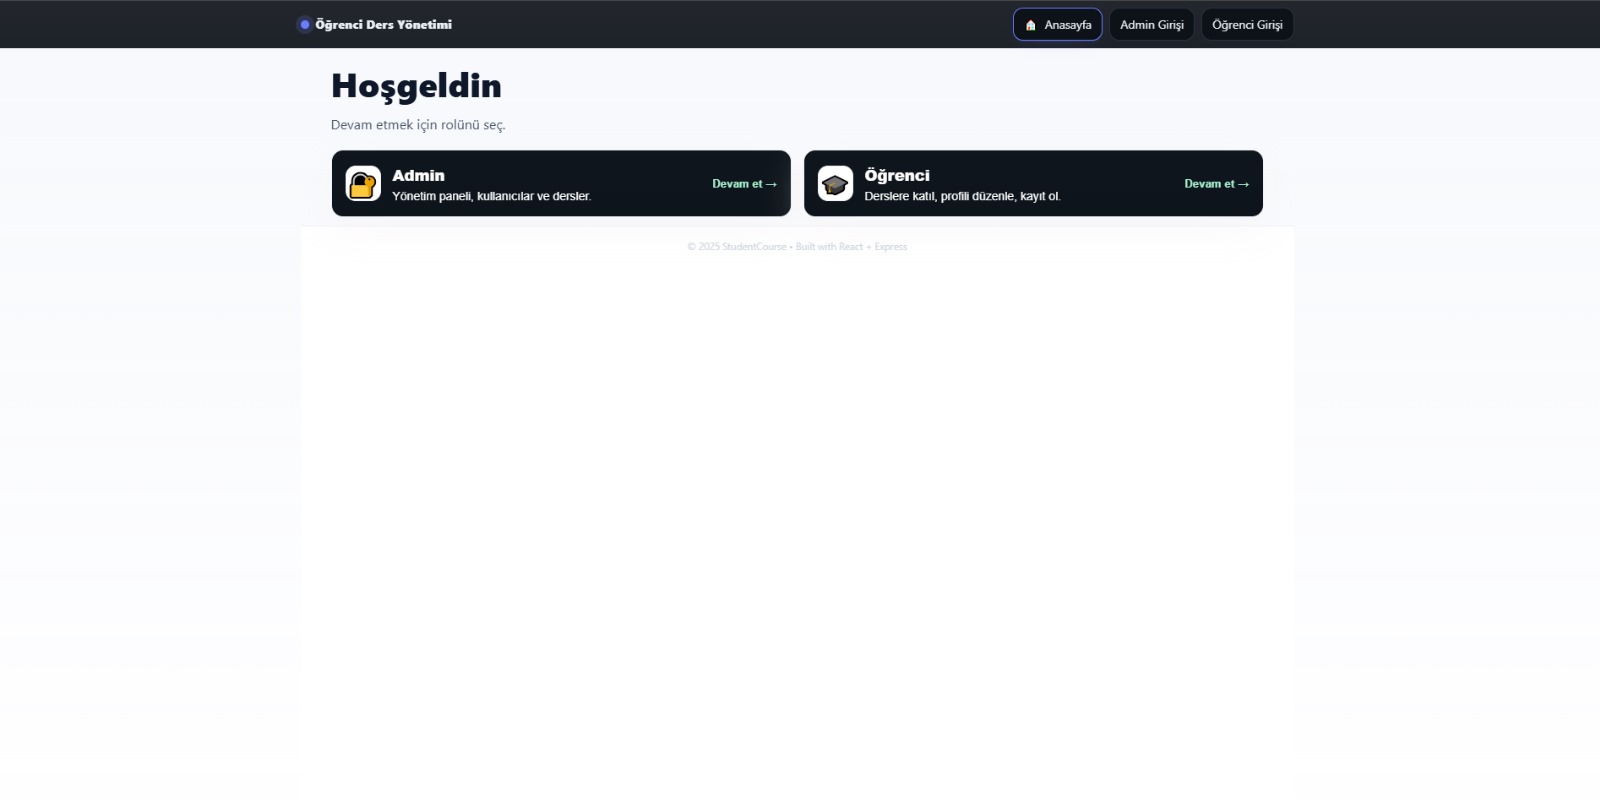 Öğrenci Ders Yönetimi
Anasayfa
Admin Girişi
Öğrenci Girişi
Hoşgeldin
Devam etmek için rolünü seç.
Admin
Yönetim paneli, kullanıcılar ve dersler.
Devam et →
Öğrenci
Derslere katıl, profili düzenle, kayıt ol.
Devam et →
© 2025 StudentCourse • Built with React + Express